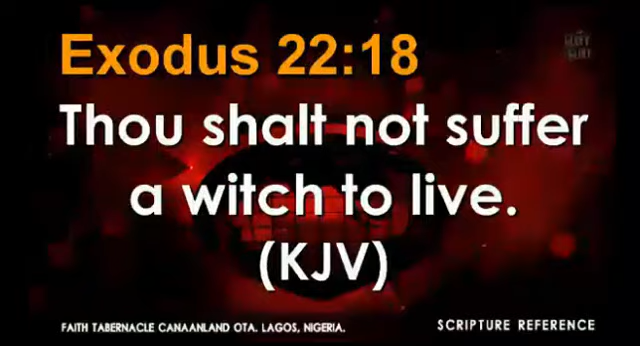 Exodus 22:18
Thou shalt not suffer
a witch to live.
(KJV)
FAITH TABERNACLE CANAANLAND OTA. LAGOS, NIGERIA.
SCRIPTURE REFERENCE